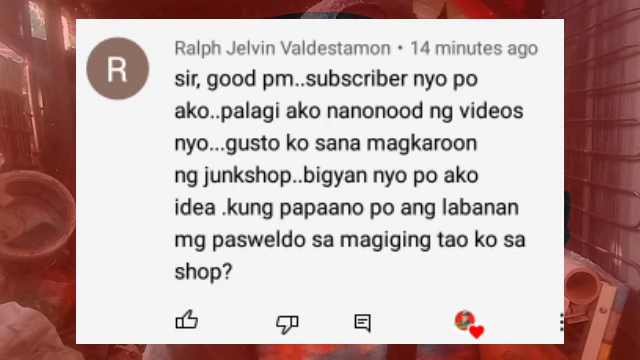 R
Ralph Jelvin Valdestamon • 14 minutes ago
sir, good pm..subscriber nyo po
ako..palagi ako nanonood ng videos
nyo...gusto ko sana magkaroon
ng junkshop..bigyan nyo po ako
idea .kung papaano po ang labanan
mg pasweldo sa magiging tao ko sa
shop?